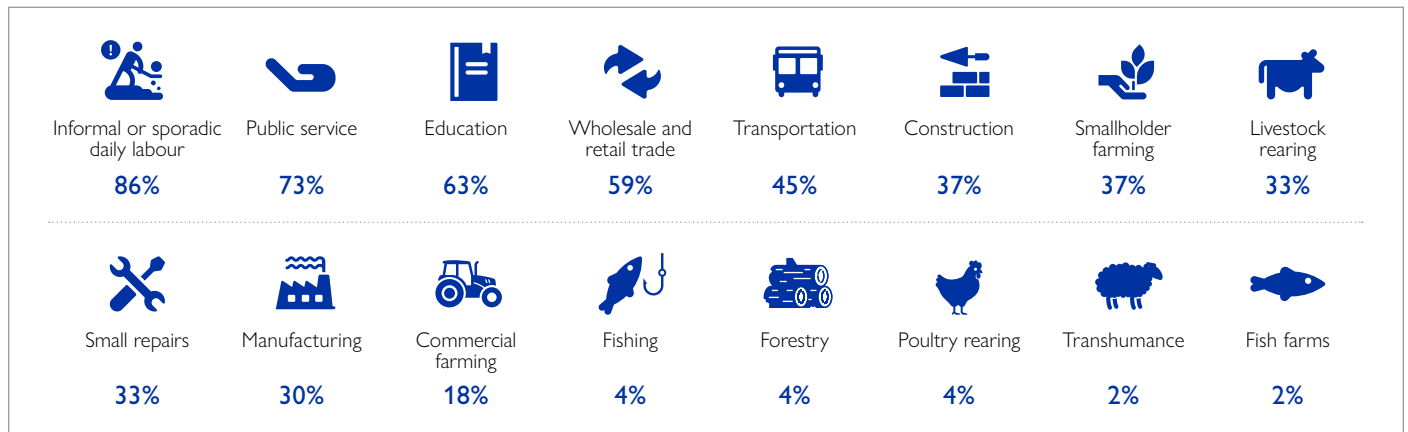 Informal or sporadic
daily labour
86%
Public service
73%
Education
63%
Wholesale and
retail trade
59%
Transportation
45%
Construction
37%
Smallholder
farming
37%
Livestock
rearing
33%
Small repairs
33%
Manufacturing
30%
Commercial
farming
18%
Fishing
4%
Forestry
4%
Poultry rearing
4%
Transhumance
2%
Fish farms
2%